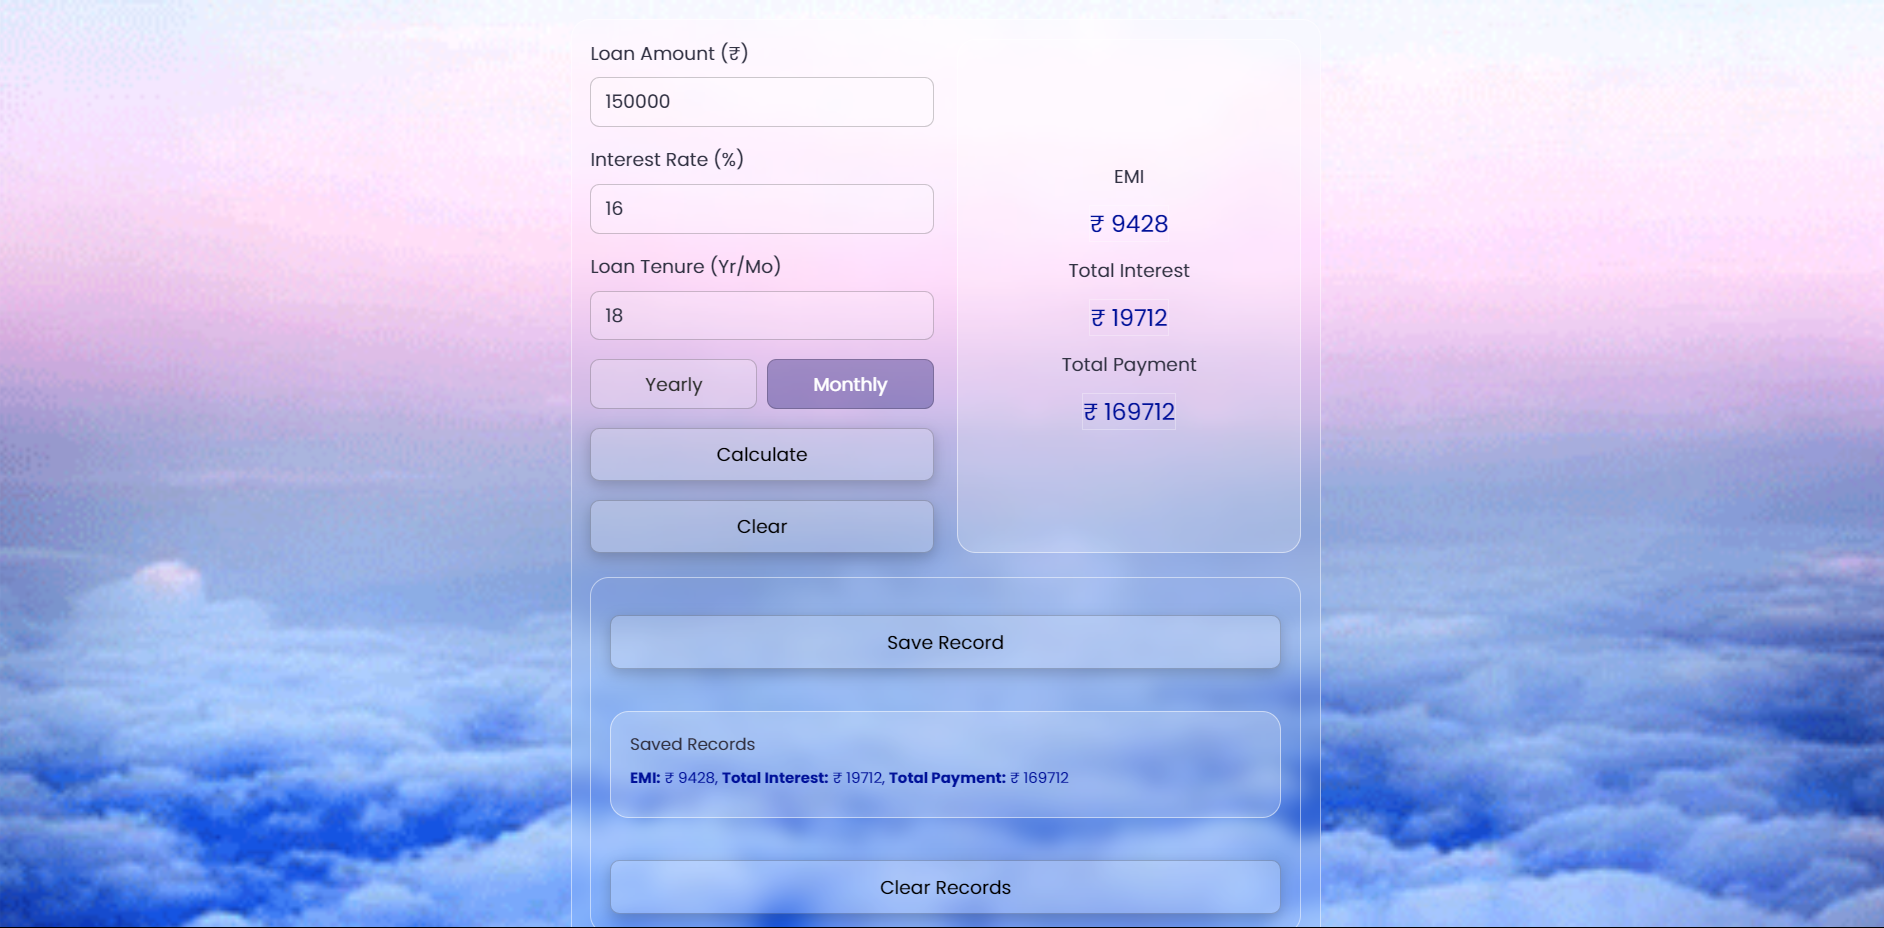 Loan Amount (₹)
150000
Interest Rate (%)
16
Loan Tenure (Yr/Mo)
18
Yearly
Monthly
Calculate
Clear
EMI
₹ 9428
Total Interest
₹ 19712
Total Payment
₹ 169712
Save Record
Saved Records
EMI: ₹ 9428, Total Interest: ₹ 19712, Total Payment: ₹ 169712
Clear Records